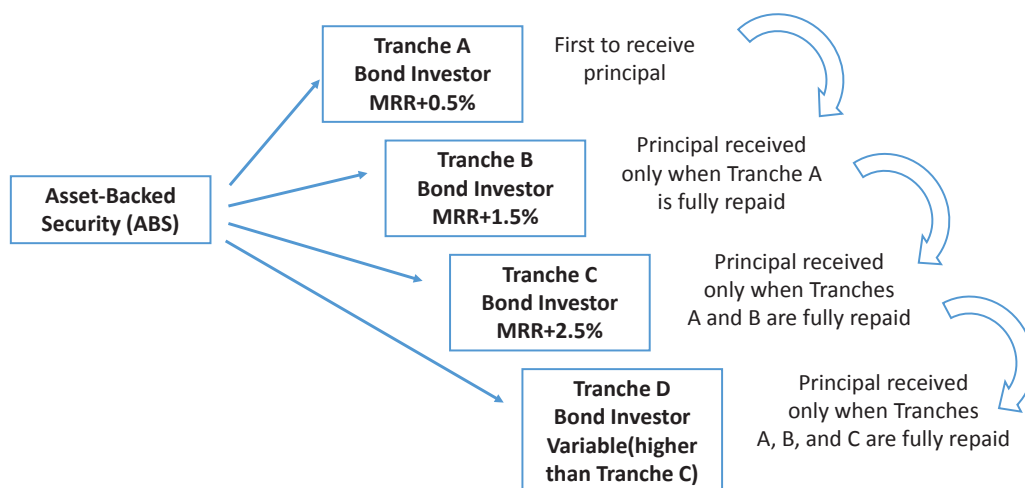 Tranche A
Bond Investor
MRR+0.5%
First to receive
principal
Tranche B
Bond Investor
MRR+1.5%
Principal received
only when Tranche A
is fully repaid
Asset-Backed
Security (ABS)
Tranche C
Bond Investor
MRR+2.5%
Principal received
only when Tranches
A and B are fully repaid
Tranche D
Bond Investor
Variable(higher
than Tranche C)
Principal received
only when Tranches
A, B, and C are fully repaid